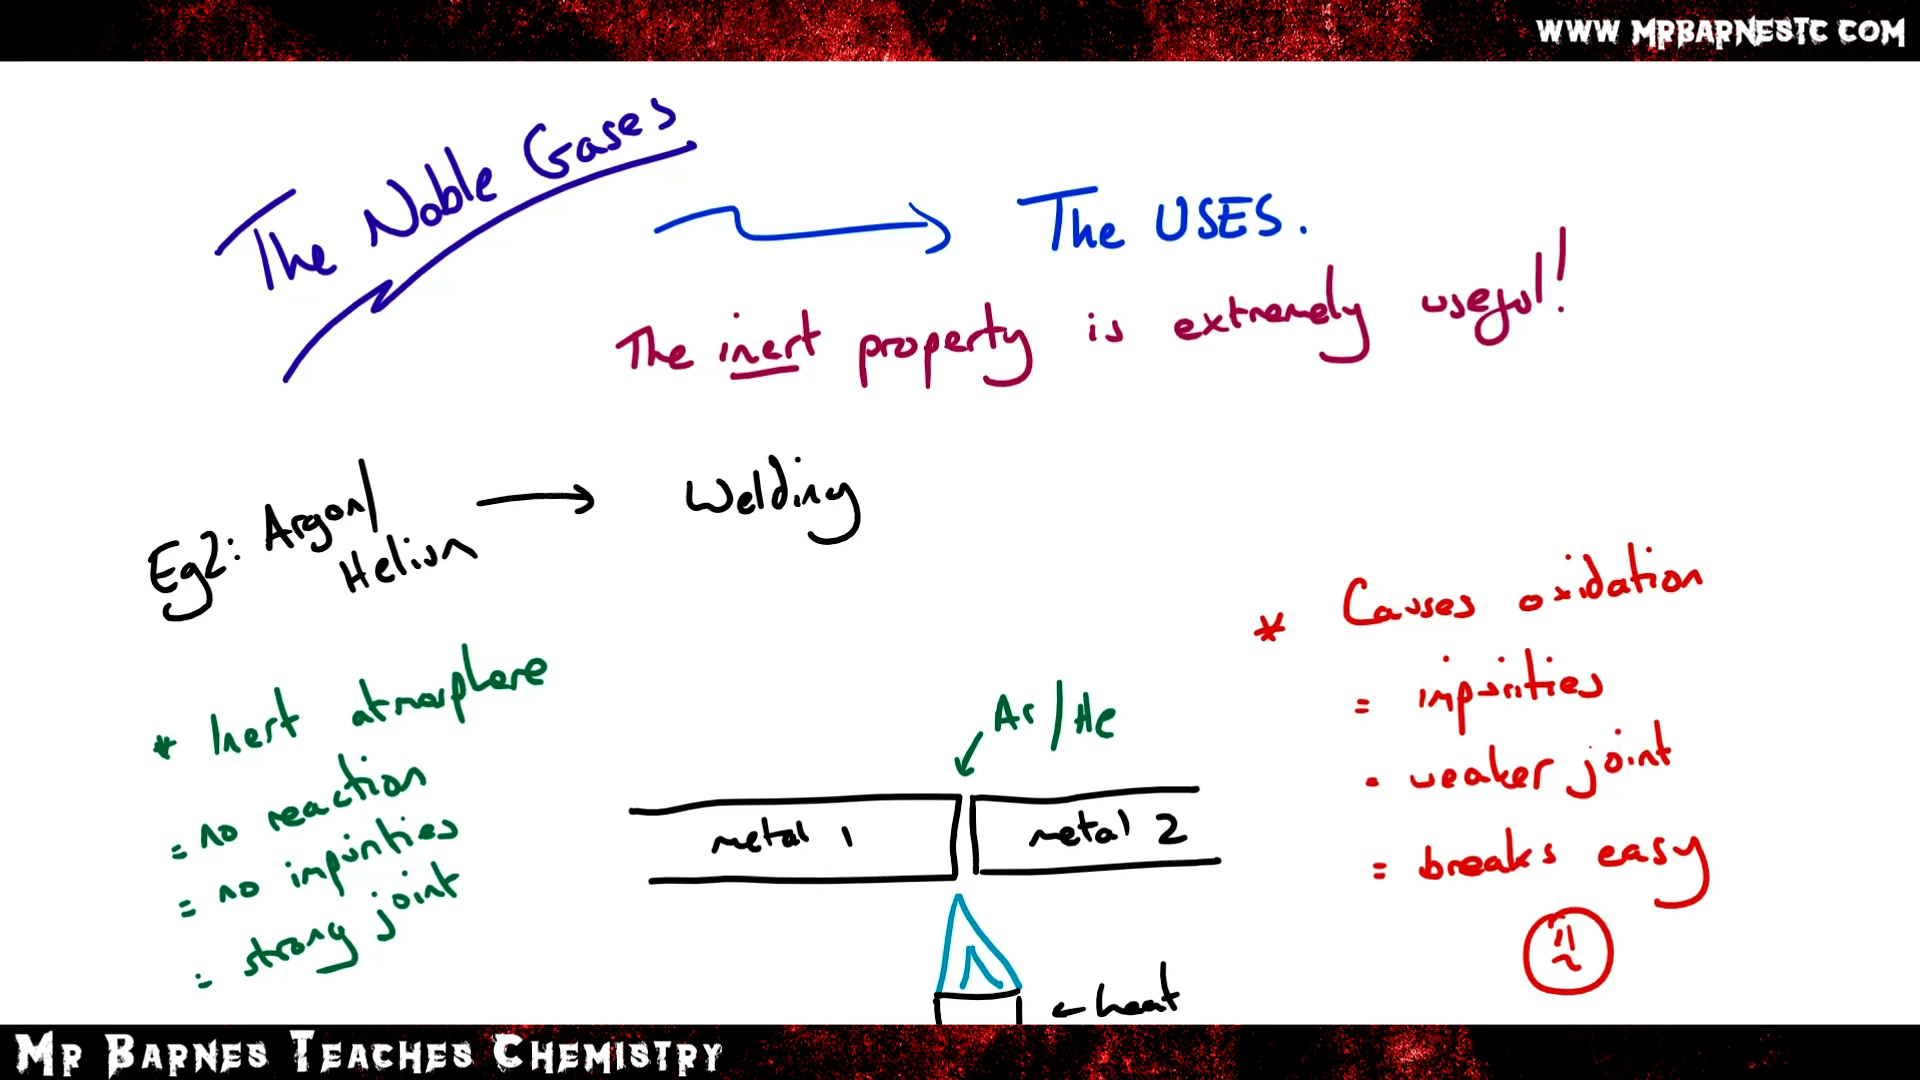 WWW MRBARNESTC COM
The Noble Gases
The USES.
The inert property is extremely useful!
Eg2: Argon/
Helium
Welding
* Inert atmosphere
= no reaction
= no impurities
= strong joint
Ar/He
metal 1
metal 2
heat
* Causes oxidation
= impurities
= weaker joint
= breaks easy
Mr Barnes Teaches Chemistry